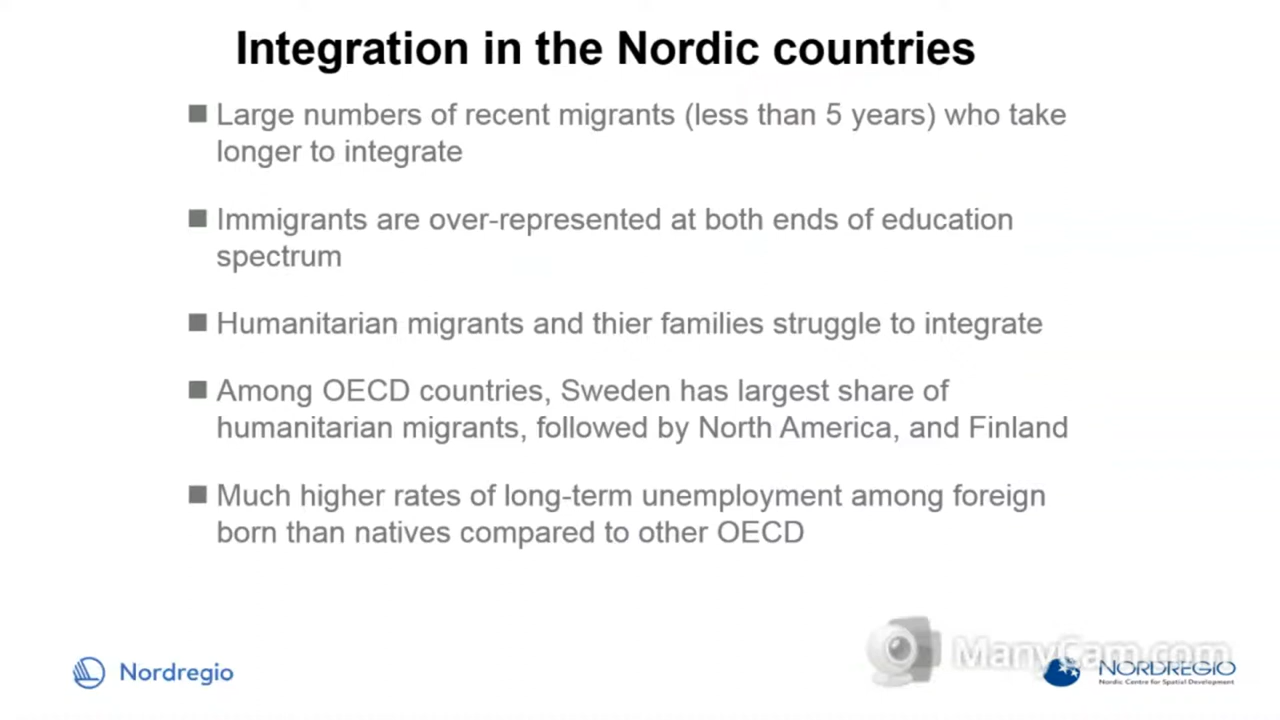 Integration in the Nordic countries
Large numbers of recent migrants (less than 5 years) who take
longer to integrate
Immigrants are over-represented at both ends of education
spectrum
Humanitarian migrants and thier families struggle to integrate
Among OECD countries, Sweden has largest share of
humanitarian migrants, followed by North America, and Finland
Much higher rates of long-term unemployment among foreign
born than natives compared to other OECD
Nordregio
ManyCam.com
NORDREGIO
Nordic Centre for Spatial Development